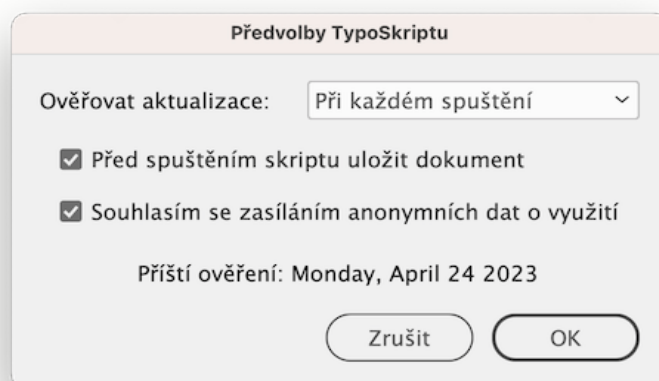 Předvolby TypoSkriptu
Ověřovat aktualizace: Při každém spuštění
Před spuštěním skriptu uložit dokument
Souhlasím se zasíláním anonymních dat o využití
Příští ověření: Monday, April 24 2023
Zrušit OK